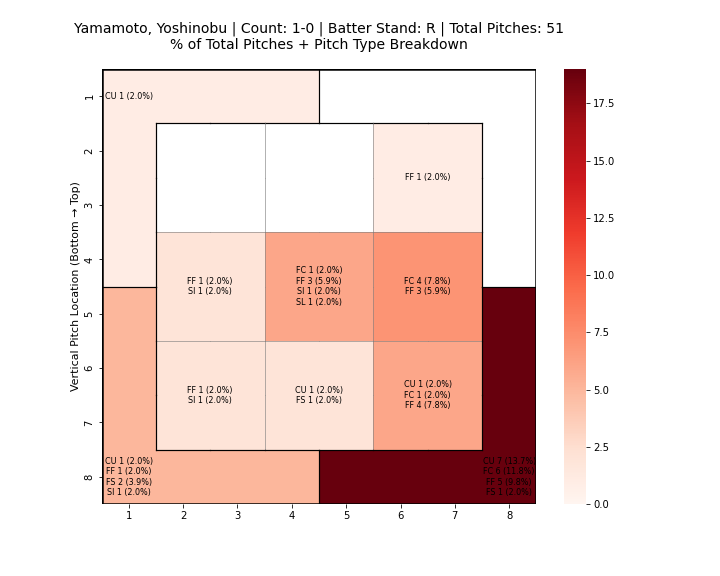 Yamamoto, Yoshinobu | Count: 1-0 | Batter Stand: R | Total Pitches: 51
% of Total Pitches + Pitch Type Breakdown
Vertical Pitch Location (Bottom → Top)
1
2
3
4
5
6
7
8
CU 1 (2.0%)
FF 1 (2.0%)
FF 1 (2.0%)
SI 1 (2.0%)
FC 1 (2.0%)
FF 3 (5.9%)
SI 1 (2.0%)
SL 1 (2.0%)
FC 4 (7.8%)
FF 3 (5.9%)
FF 1 (2.0%)
SI 1 (2.0%)
CU 1 (2.0%)
FS 1 (2.0%)
CU 1 (2.0%)
FC 1 (2.0%)
FF 4 (7.8%)
CU 1 (2.0%)
FF 1 (2.0%)
FS 2 (3.9%)
SI 1 (2.0%)
CU 7 (13.7%)
FC 6 (11.8%)
FF 5 (9.8%)
FS 1 (2.0%)
1
2
3
4
5
6
7
8
17.5
15.0
12.5
10.0
7.5
5.0
2.5
0.0